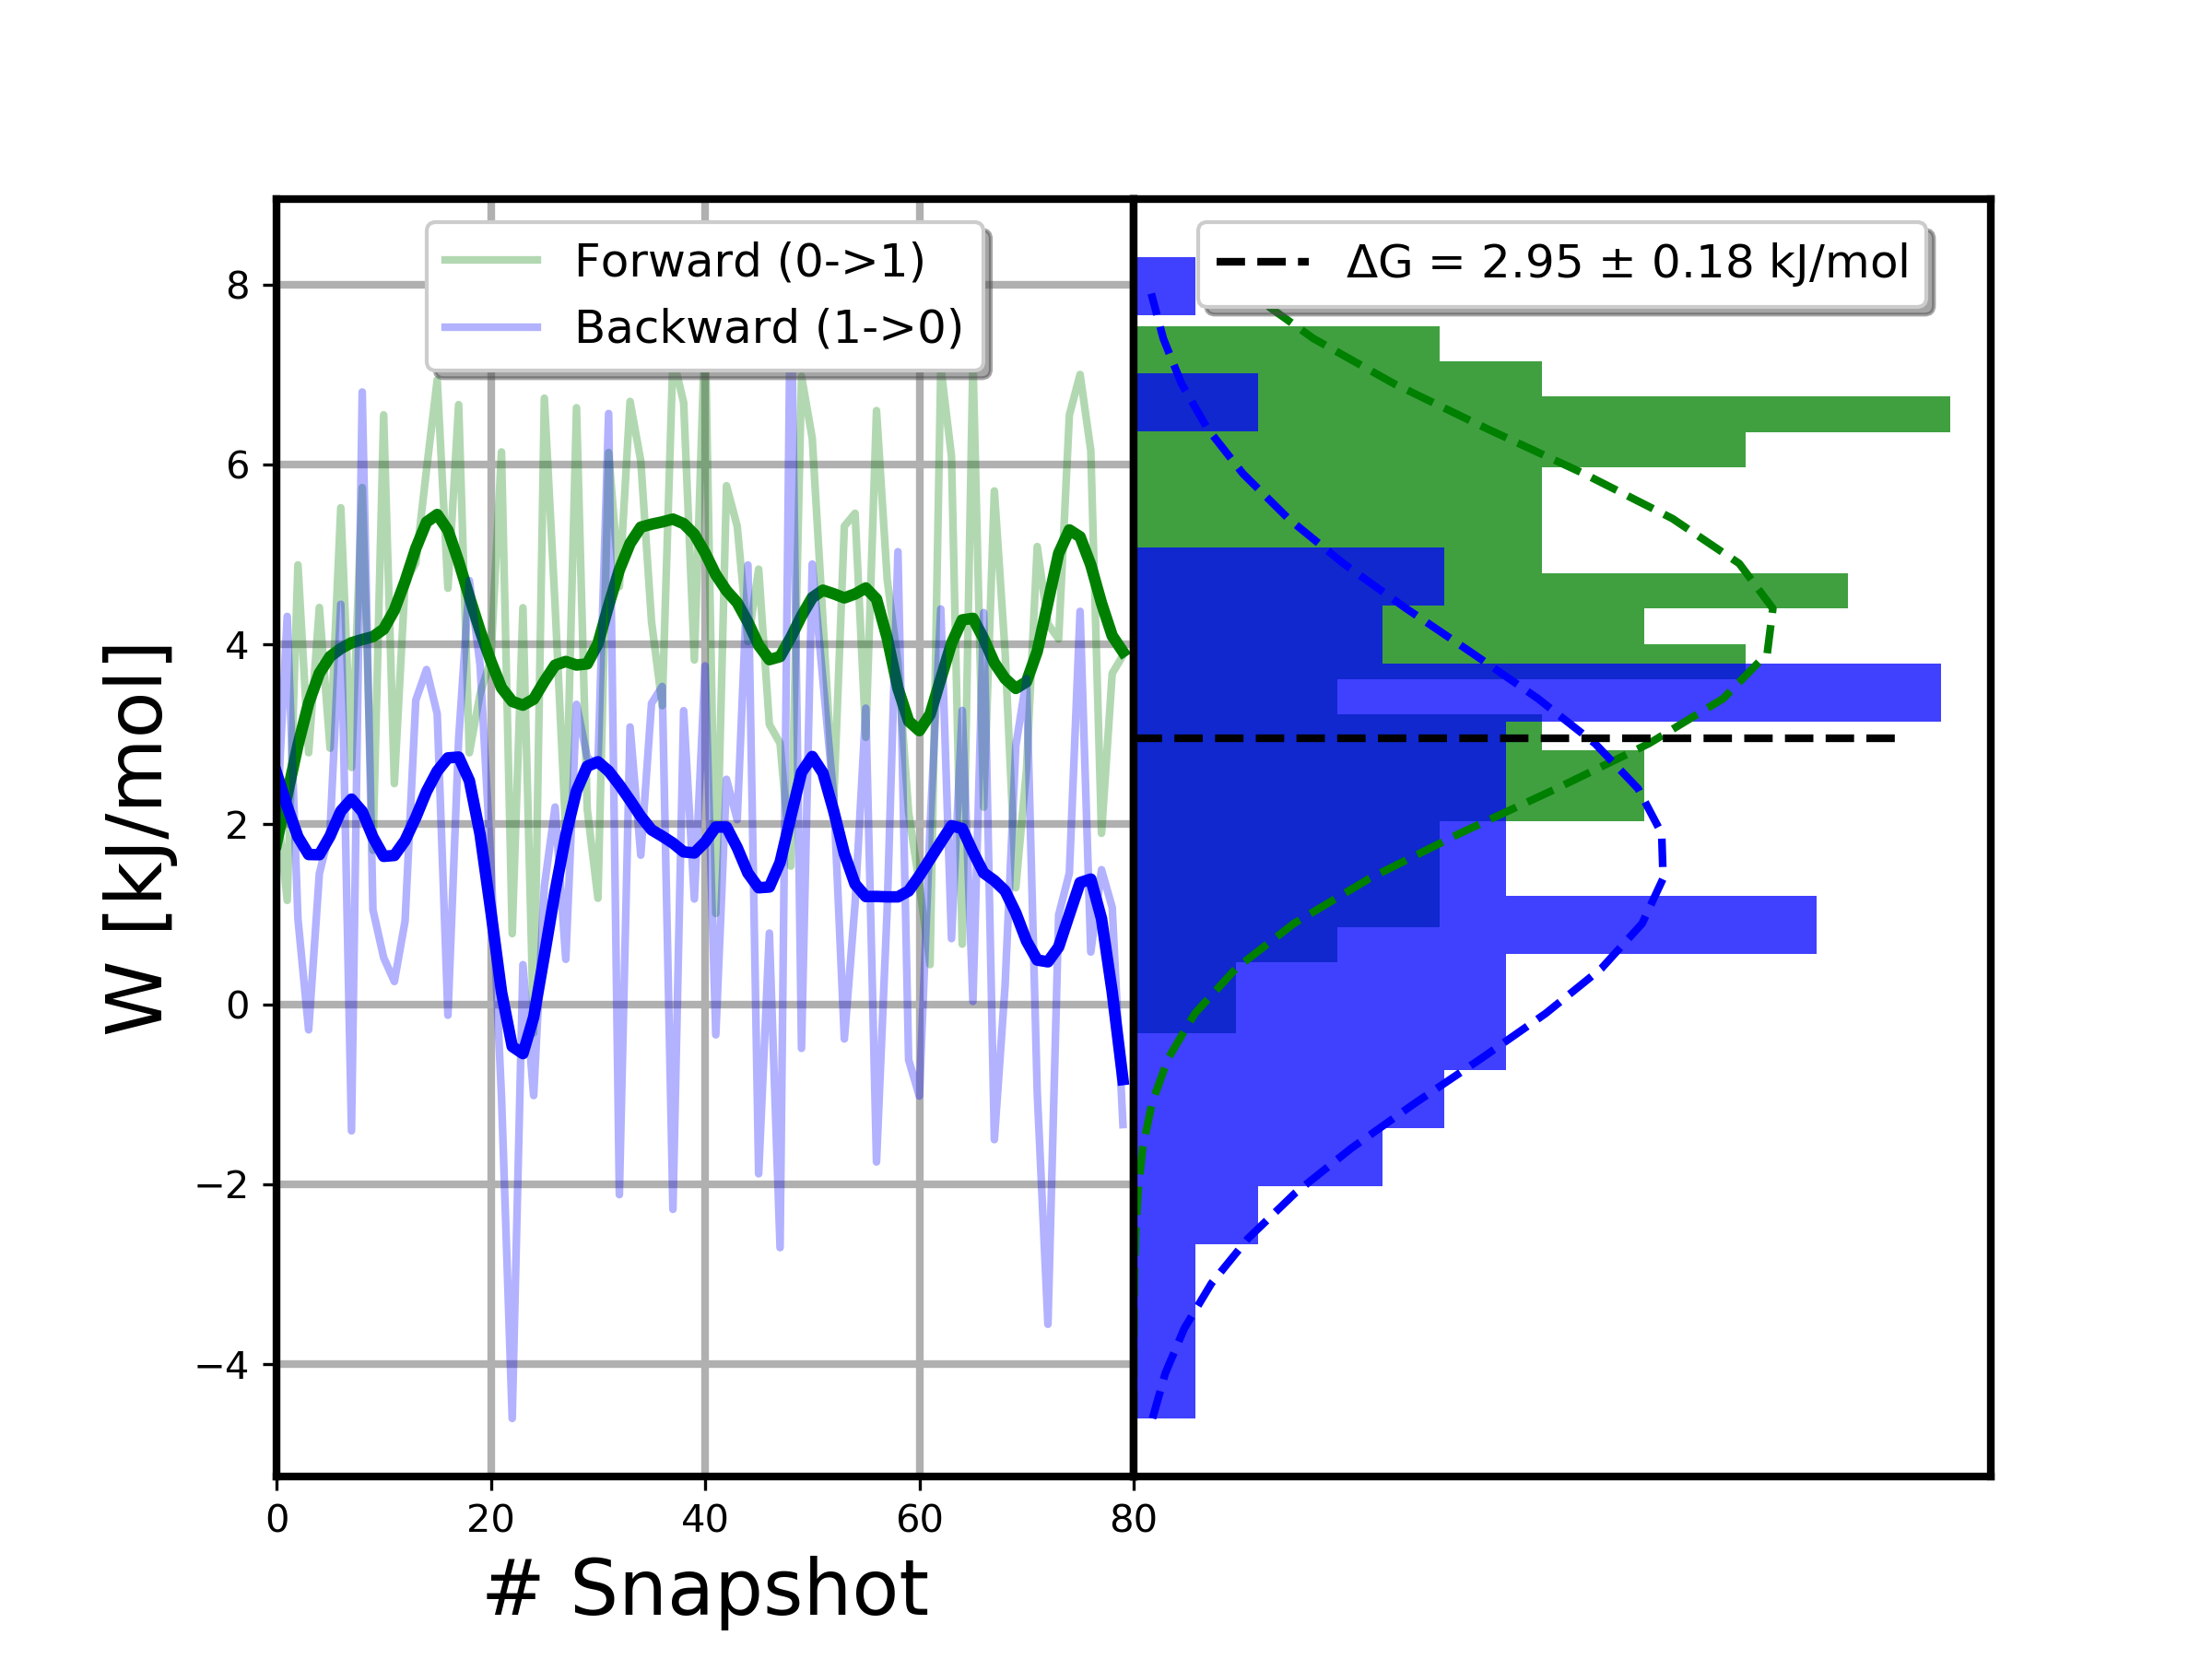 Forward (0->1)
Backward (1->0)
ΔG = 2.95 ± 0.18 kJ/mol
8
6
4
2
0
−2
−4
W [kJ/mol]
0 20 40 60 80
# Snapshot